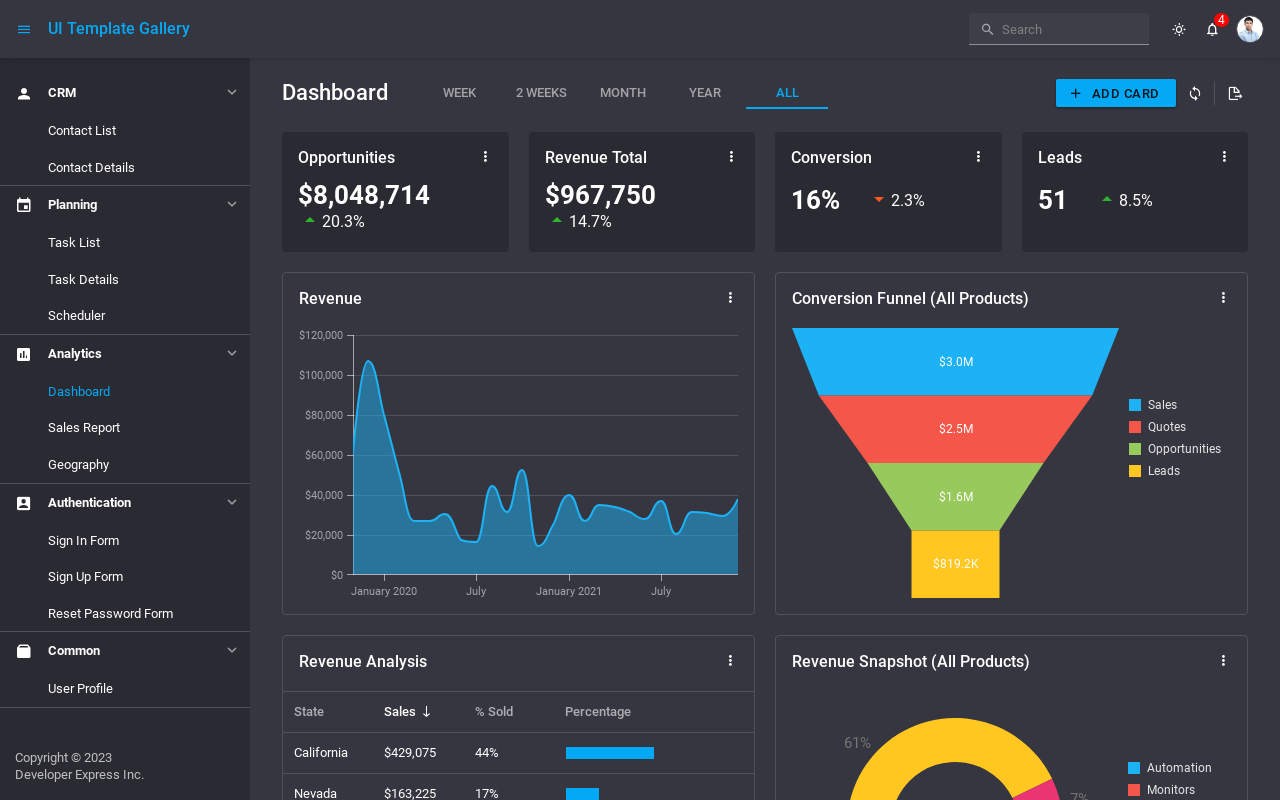 UI Template Gallery
Search
4
CRM
Contact List
Contact Details
Planning
Task List
Task Details
Scheduler
Analytics
Dashboard
Sales Report
Geography
Authentication
Sign In Form
Sign Up Form
Reset Password Form
Common
User Profile
Copyright © 2023
Developer Express Inc.
Dashboard
WEEK
2 WEEKS
MONTH
YEAR
ALL
ADD CARD
Opportunities
$8,048,714
20.3%
Revenue Total
$967,750
14.7%
Conversion
16%
2.3%
Leads
51
8.5%
Revenue
$120,000
$100,000
$80,000
$60,000
$40,000
$20,000
$0
January 2020
July
January 2021
July
Conversion Funnel (All Products)
$3.0M
$2.5M
$1.6M
$819.2K
Sales
Quotes
Opportunities
Leads
Revenue Analysis
State
Sales
% Sold
Percentage
California
$429,075
44%
Nevada
$163,225
17%
Revenue Snapshot (All Products)
61%
7%
Automation
Monitors